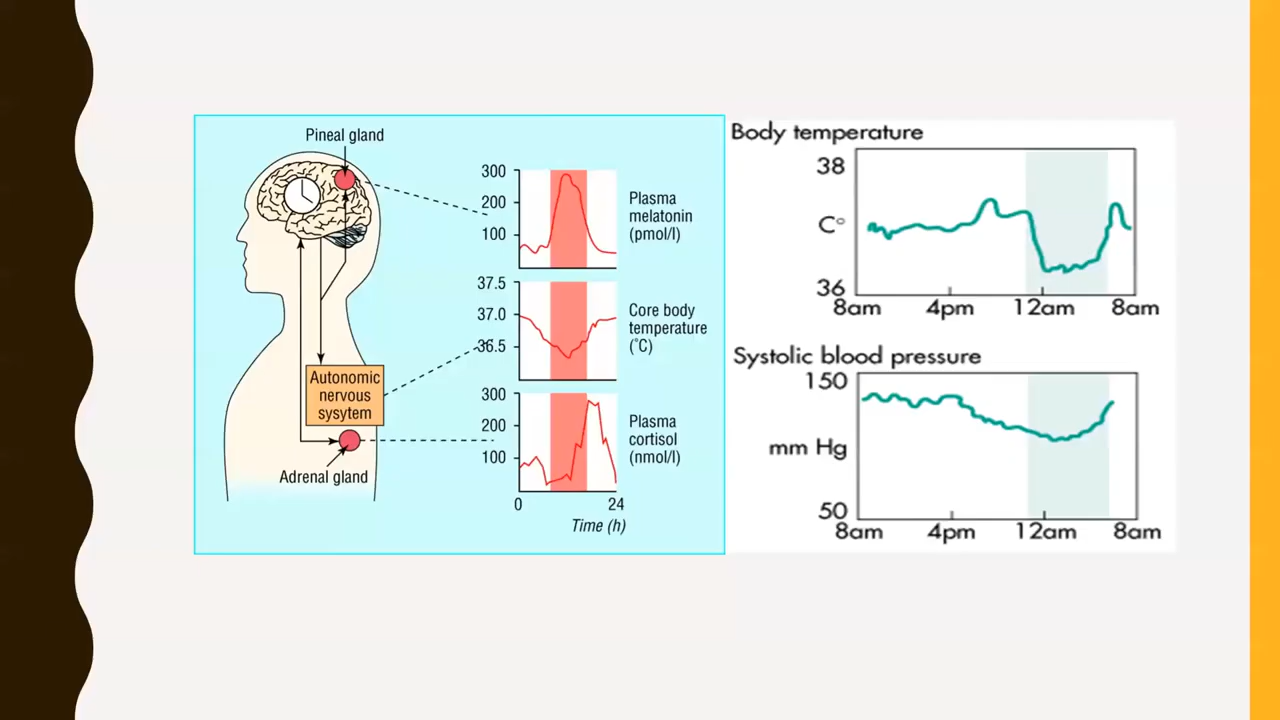 Pineal gland
300
200
100
Plasma
melatonin
(pmol/l)
37.5
37.0
36.5
Core body
temperature
(°C)
Autonomic
nervous
sysytem
300
200
100
Plasma
cortisol
(nmol/l)
Adrenal gland
0
24
Time (h)
Body temperature
38
C°
36
8am
4pm
12am
8am
Systolic blood pressure
150
mm Hg
50
8am
4pm
12am
8am